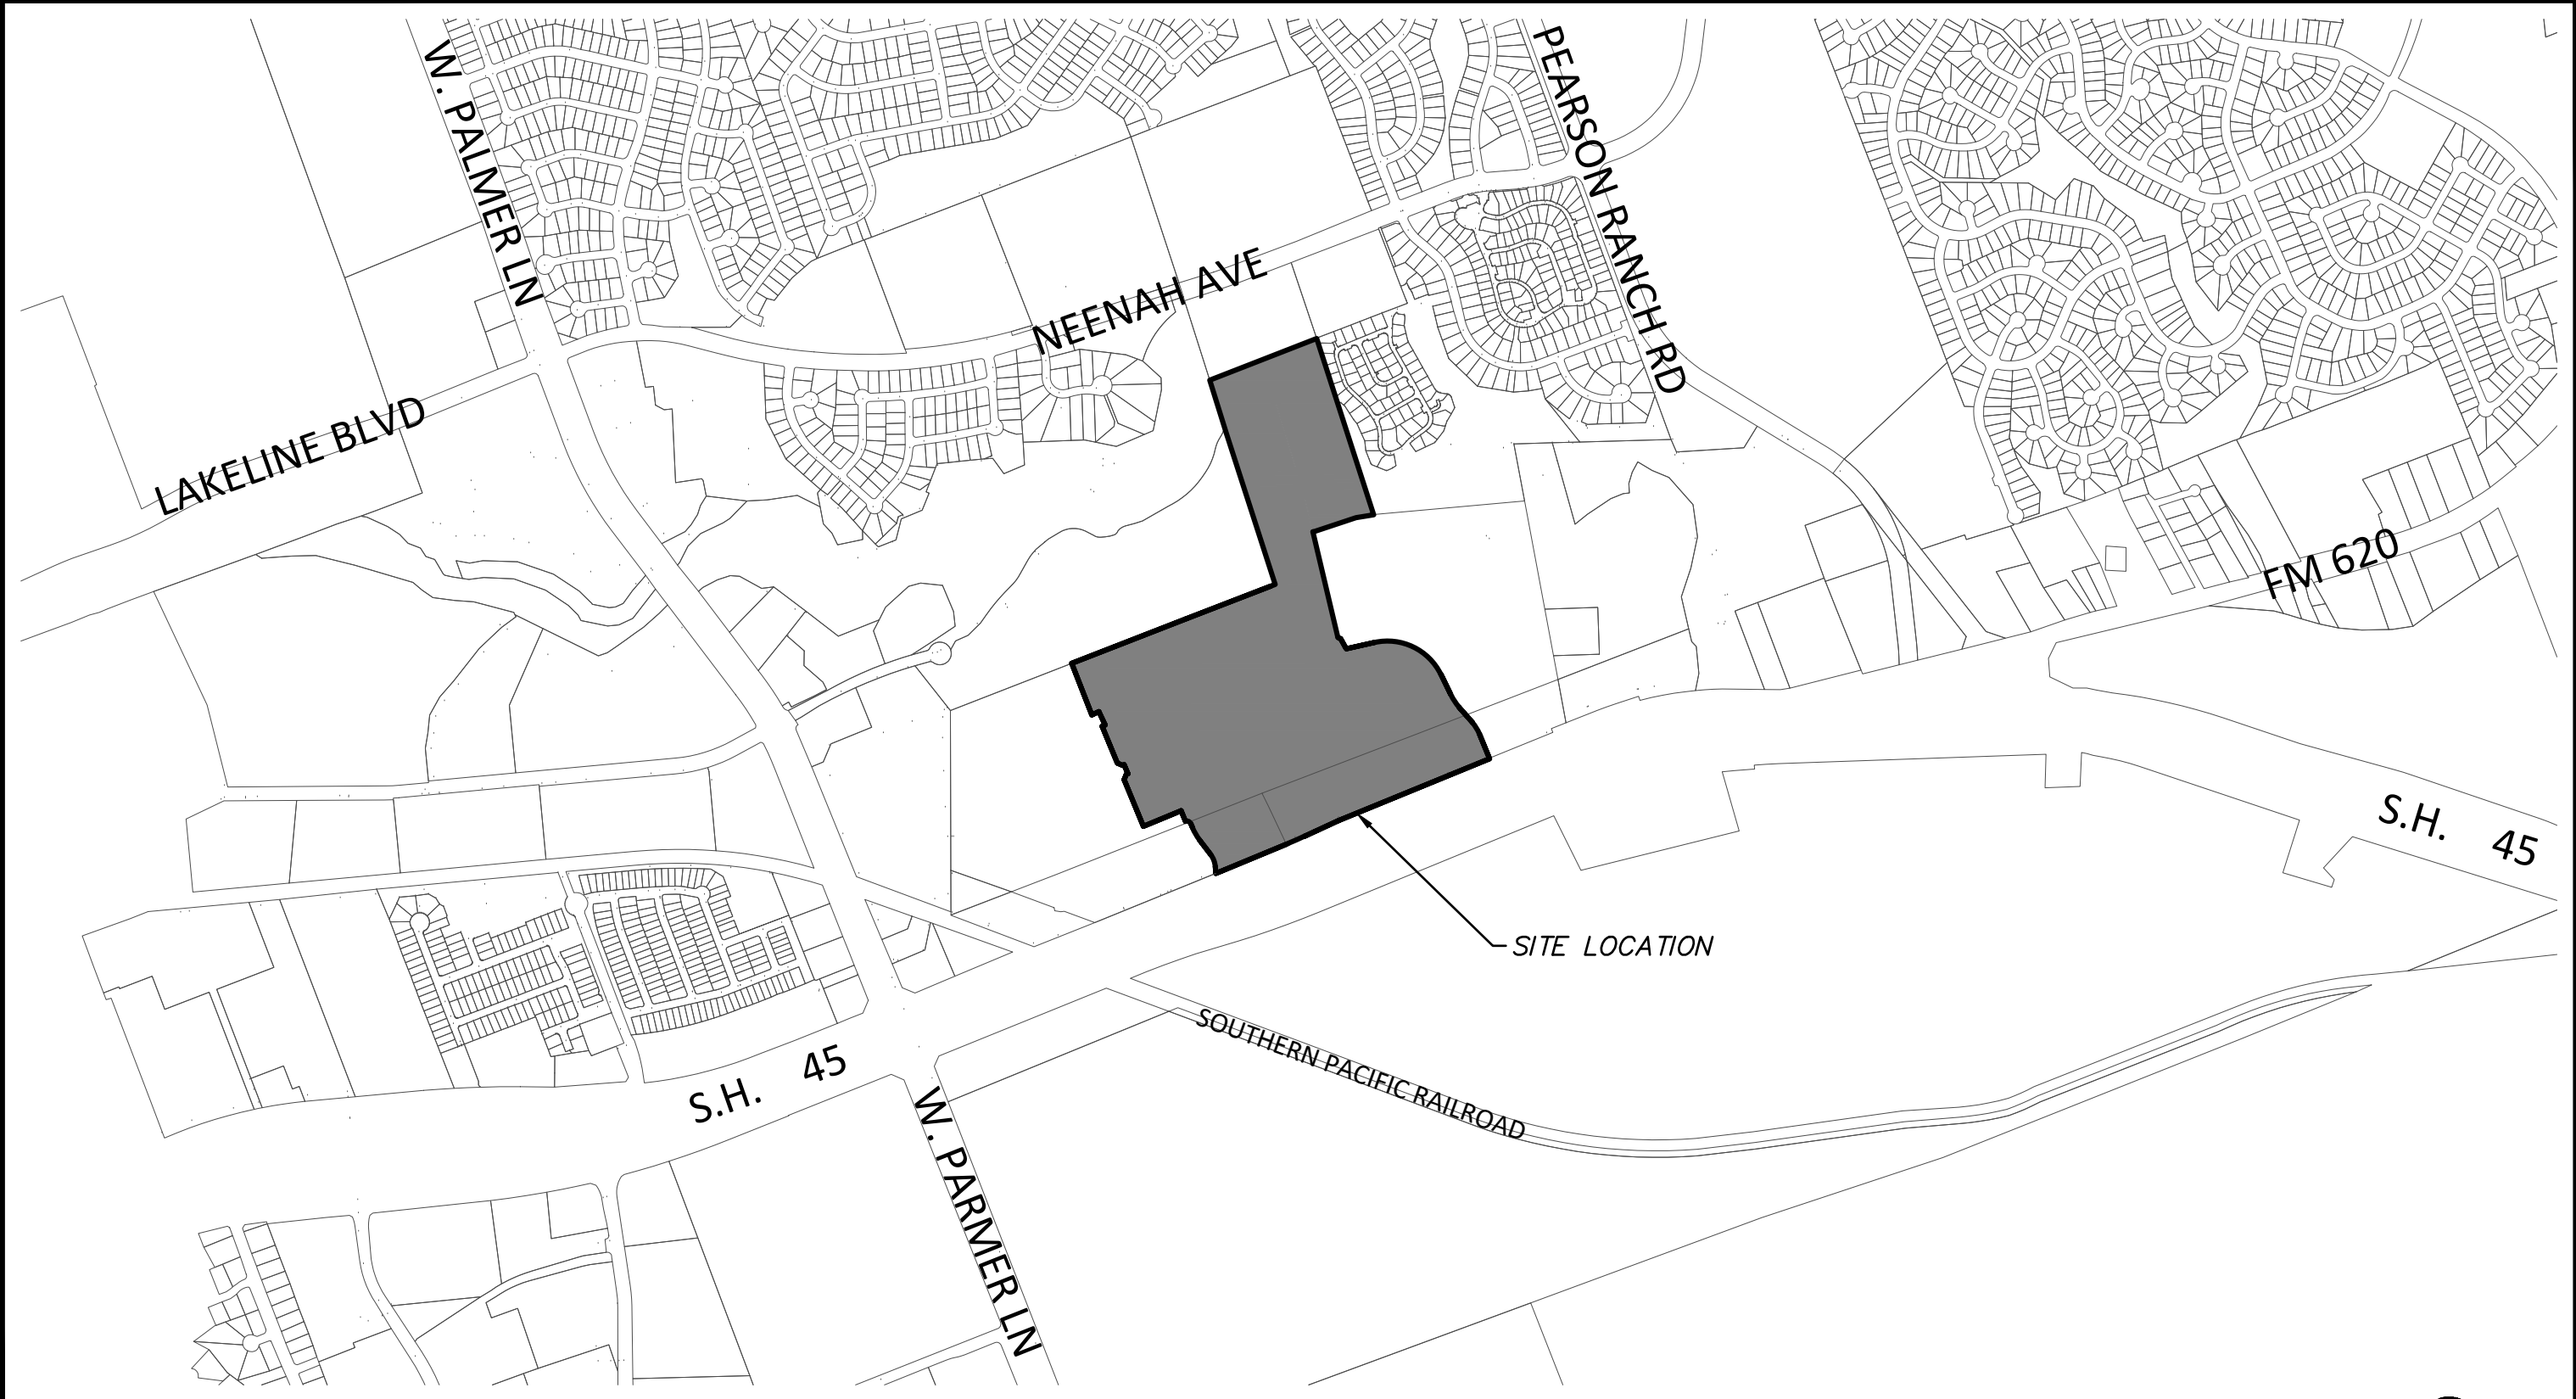 W. PALMER LN
PEARSON RANCH RD
NEENAH AVE
LAKELINE BLVD
FM 620
S.H. 45
SITE LOCATION
SOUTHERN PACIFIC RAILROAD
S.H. 45
W. PARMER LN